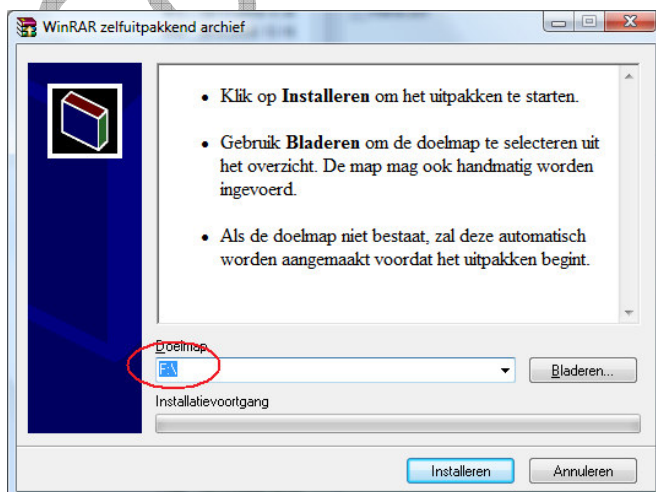 WinRAR zelfuitpakkend archief
• Klik op Installeren om het uitpakken te starten.
• Gebruik Bladeren om de doelmap te selecteren uit
het overzicht. De map mag ook handmatig worden
ingevoerd.
• Als de doelmap niet bestaat, zal deze automatisch
worden aangemaakt voordat het uitpakken begint.
Doelmap
F:\
Bladeren...
Installatievoortgang
Installeren
Annuleren